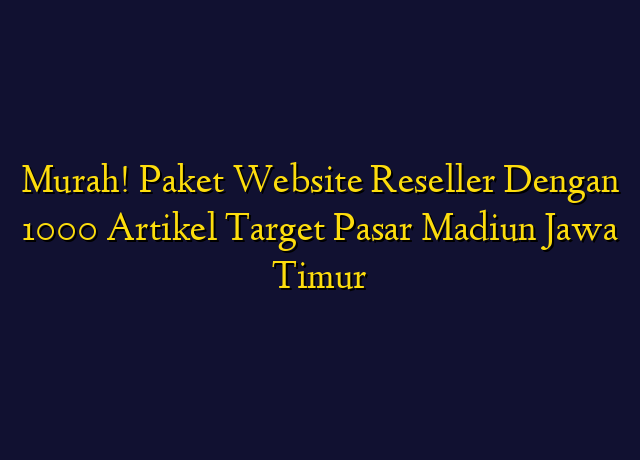 Murah! Paket Website Reseller Dengan
1000 Artikel Target Pasar Madiun Jawa
Timur